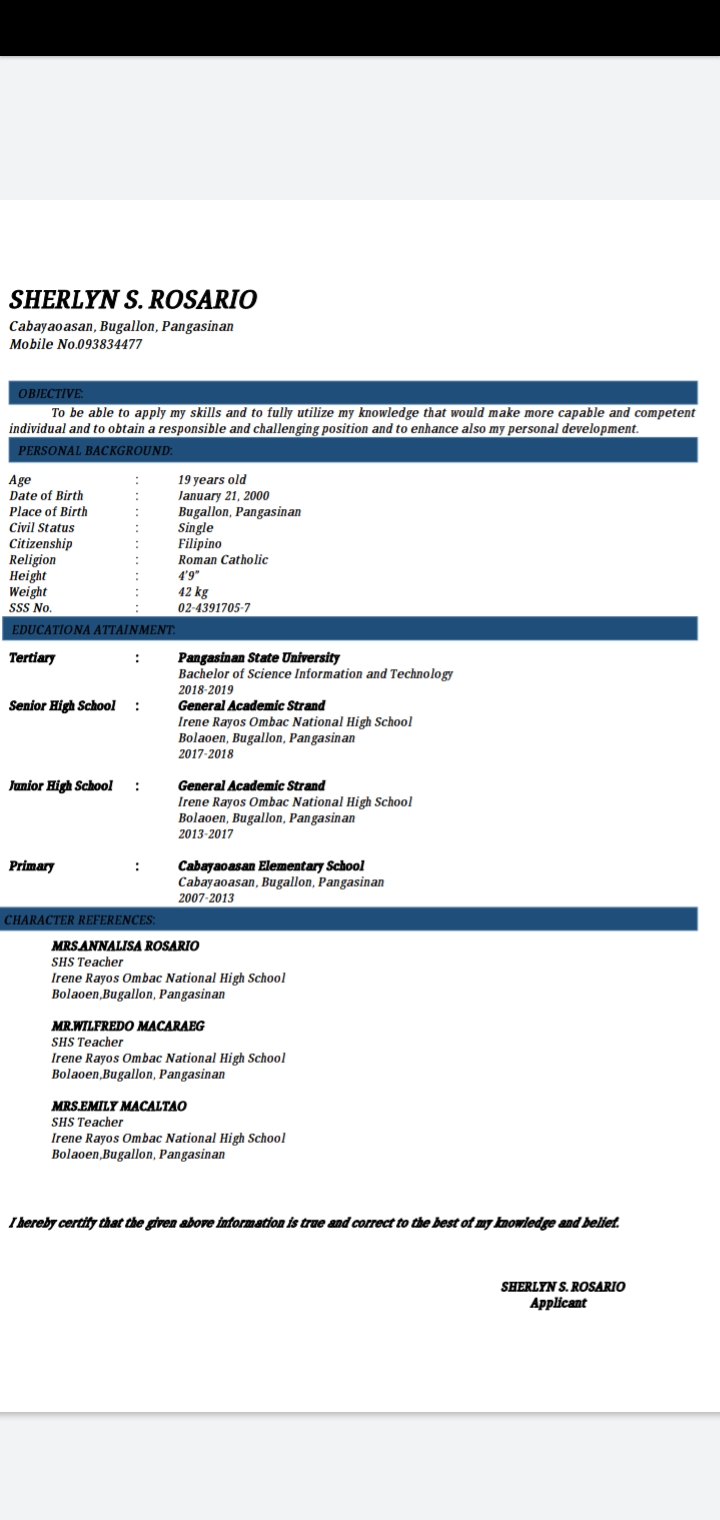 SHERLYN S. ROSARIO
Cabayaoasan, Bugallon, Pangasinan
Mobile No.093834477
OBJECTIVE:
To be able to apply my skills and to fully utilize my knowledge that would make more capable and competent
individual and to obtain a responsible and challenging position and to enhance also my personal development.
PERSONAL BACKGROUND:
Age : 19 years old
Date of Birth : January 21, 2000
Place of Birth : Bugallon, Pangasinan
Civil Status : Single
Citizenship : Filipino
Religion : Roman Catholic
Height : 4'9"
Weight : 42 kg
SSS No. : 02-4391705-7
EDUCATIONA ATTAINMENT:
Tertiary : Pangasinan State University
Bachelor of Science Information and Technology
2018-2019
Senior High School : General Academic Strand
Irene Rayos Ombac National High School
Bolaoen, Bugallon, Pangasinan
2017-2018
Junior High School : General Academic Strand
Irene Rayos Ombac National High School
Bolaoen, Bugallon, Pangasinan
2013-2017
Primary : Cabayaoasan Elementary School
Cabayaoasan, Bugallon, Pangasinan
2007-2013
CHARACTER REFERENCES:
MRS.ANNALISA ROSARIO
SHS Teacher
Irene Rayos Ombac National High School
Bolaoen,Bugallon, Pangasinan
MR.WILFREDO MACARAEG
SHS Teacher
Irene Rayos Ombac National High School
Bolaoen,Bugallon, Pangasinan
MRS.EMILY MACALTAO
SHS Teacher
Irene Rayos Ombac National High School
Bolaoen,Bugallon, Pangasinan
I hereby certify that the given above information is true and correct to the best of my knowledge and belief.
SHERLYN S. ROSARIO
Applicant